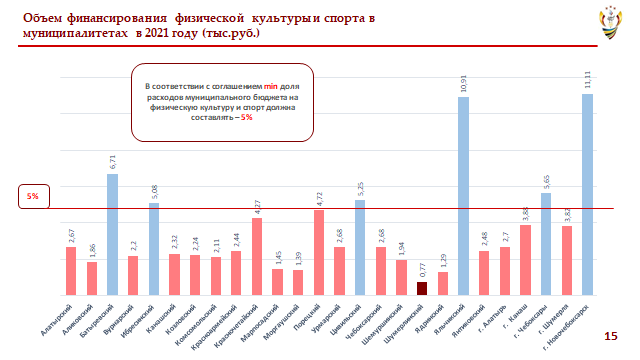 Объем финансирования физической культуры и спорта в
муниципалитетах в 2021 году (тыс.руб.)
В соответствии с соглашением min доля
расходов муниципального бюджета на
физическую культуру и спорт должна
составлять – 5%
5%
2,67
1,86
6,71
2,2
5,08
2,32
2,24
2,11
2,44
4,27
1,45
1,39
4,72
2,68
5,25
2,68
1,94
0,77
1,29
10,91
2,48
2,7
3,88
5,65
3,82
11,11
Алатырский
Аликовский
Батыревский
Вурнарский
Ибресинский
Канашский
Козловский
Комсомольский
Красноармейский
Красночетайский
Мариинскопосадский
Моргаушский
Порецкий
Урмарский
Цивильский
Чебоксарский
Шемуршинский
Шумерлинский
Ядринский
Яльчикский
Янтиковский
г. Алатырь
г. Канаш
г. Чебоксары
г. Шумерля
г. Новочебоксарск
15